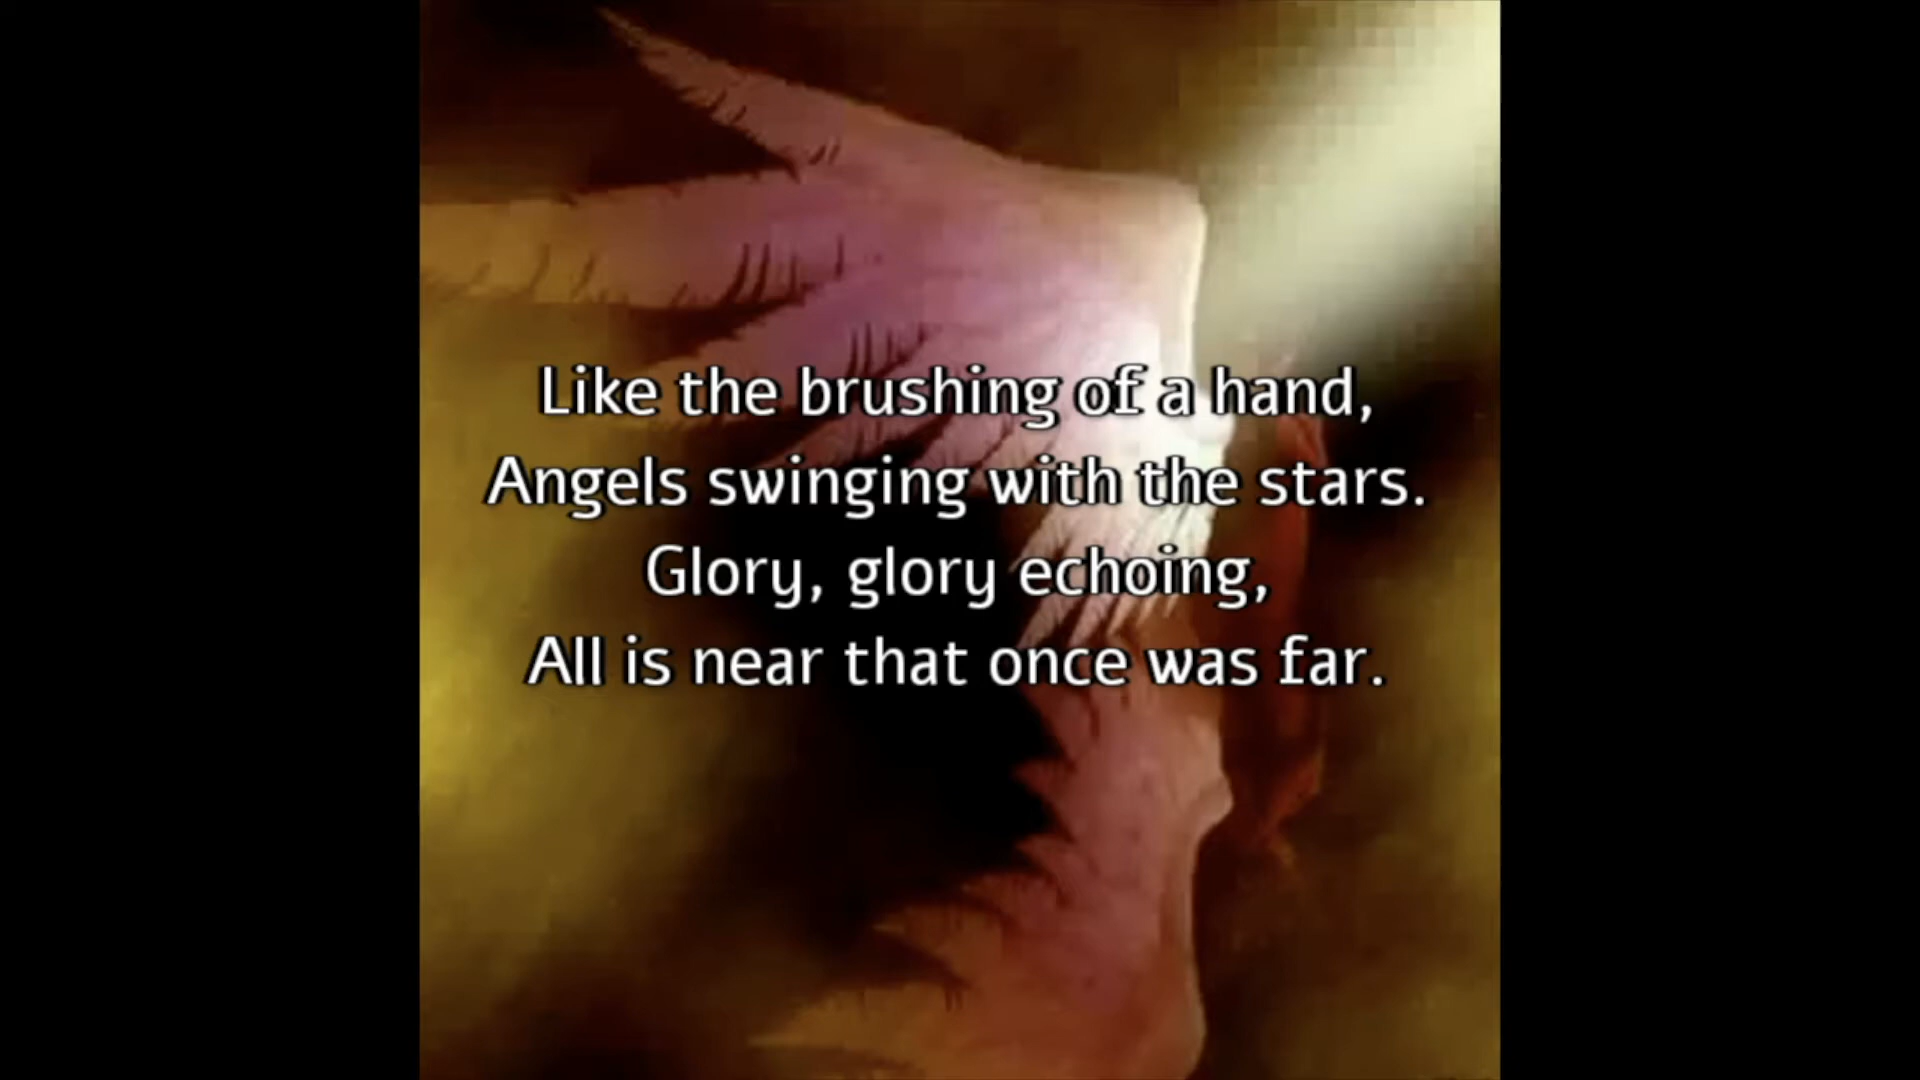 Like the brushing of a hand,
Angels swinging with the stars.
Glory, glory echoing,
All is near that once was far.